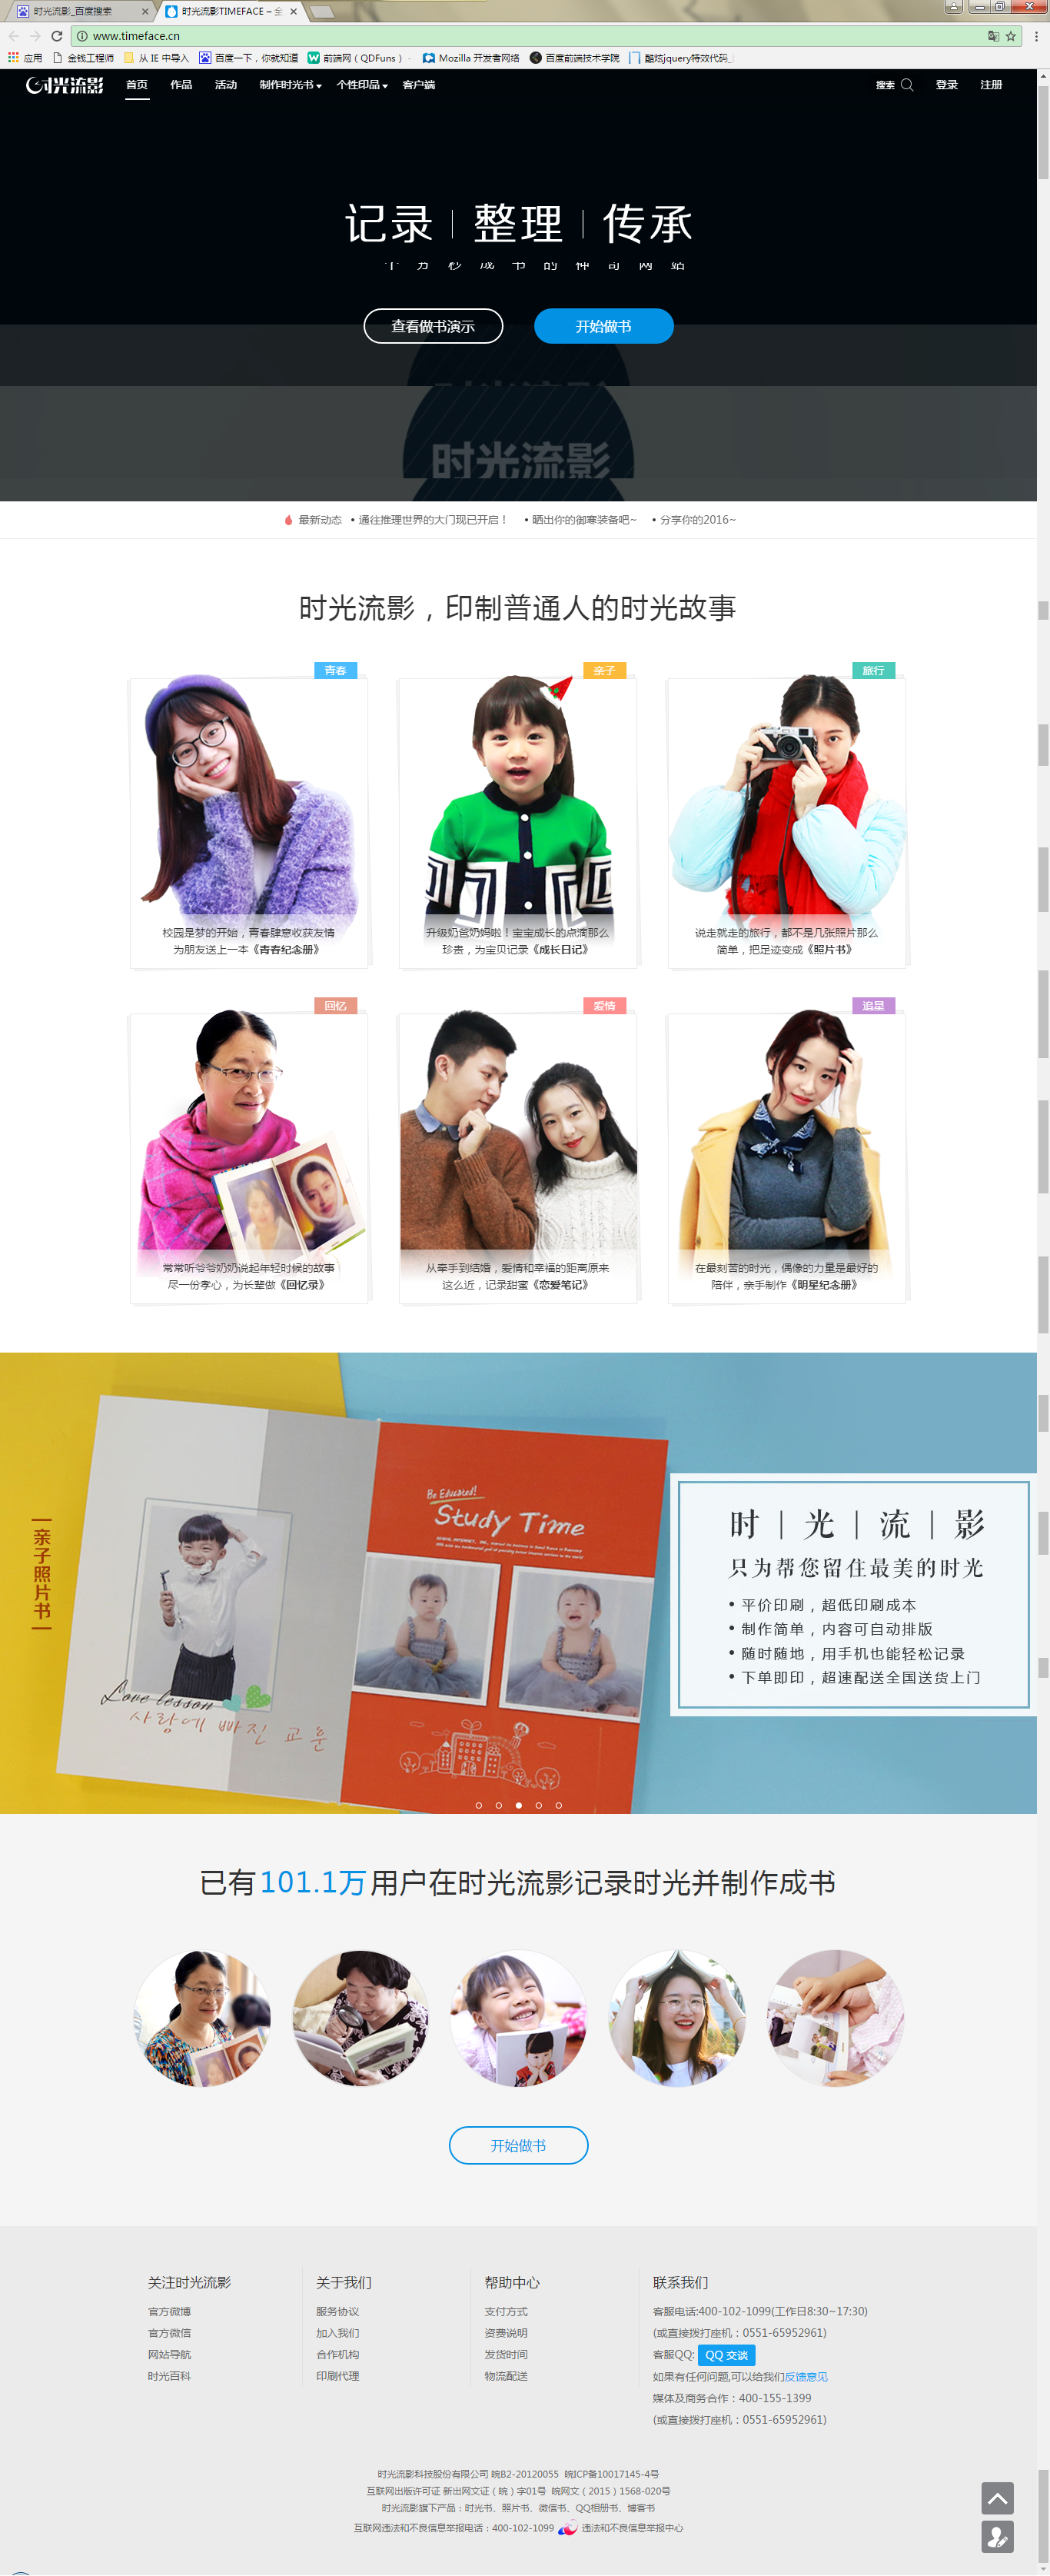 时光流影_百度搜索
时光流影TIMEFACE – 全
www.timeface.cn
应用 金钱工程师 从 IE 中导入 百度一下，你就知道 前端网（QDFuns）- Mozilla 开发者网络 百度前端技术学院 酷炫jquery特效代码_
时光流影 首页 作品 活动 制作时光书 个性印品 客户端 搜索 登录 注册
记录 | 整理 | 传承
查看做书演示 开始做书
时光流影
最新动态 • 通往推理世界的大门现已开启！ • 晒出你的御寒装备吧~ • 分享你的2016~
时光流影，印制普通人的时光故事
青春 亲子 旅行
校园是梦的开始，青春肆意收获友情
为朋友送上一本《青春纪念册》
升级奶爸奶妈啦！宝宝成长的点滴那么
珍贵，为宝贝记录《成长日记》
说走就走的旅行，都不是几张照片那么
简单，把足迹变成《照片书》
回忆 爱情 追星
常常听爷爷奶奶说起年轻时候的故事
尽一份孝心，为长辈做《回忆录》
从牵手到结婚，爱情和幸福的距离原来
这么近，记录甜蜜《恋爱笔记》
在最刻苦的时光，偶像的力量是最好的
陪伴，亲手制作《明星纪念册》
亲子照片书
Be Educated!
Study Time
Love lesson
사랑에 빠진 교훈
时 | 光 | 流 | 影
只为帮您留住最美的时光
• 平价印刷，超低印刷成本
• 制作简单，内容可自动排版
• 随时随地，用手机也能轻松记录
• 下单即印，超速配送全国送货上门
已有101.1万用户在时光流影记录时光并制作成书
开始做书
关注时光流影
官方微博
官方微信
网站导航
时光百科
关于我们
服务协议
加入我们
合作机构
印刷代理
帮助中心
支付方式
资费说明
发货时间
物流配送
联系我们
客服电话:400-102-1099(工作日8:30~17:30)
(或直接拨打座机：0551-65952961)
客服QQ: QQ 交谈
如果有任何问题,可以给我们反馈意见
媒体及商务合作：400-155-1399
(或直接拨打座机：0551-65952961)
时光流影科技股份有限公司 皖B2-20120055 皖ICP备10017145-4号
互联网出版许可证 新出网文证（皖）字01号 皖网文（2015）1568-020号
时光流影旗下产品：时光书、照片书、微信书、QQ相册书、博客书
互联网违法和不良信息举报电话：400-102-1099 违法和不良信息举报中心